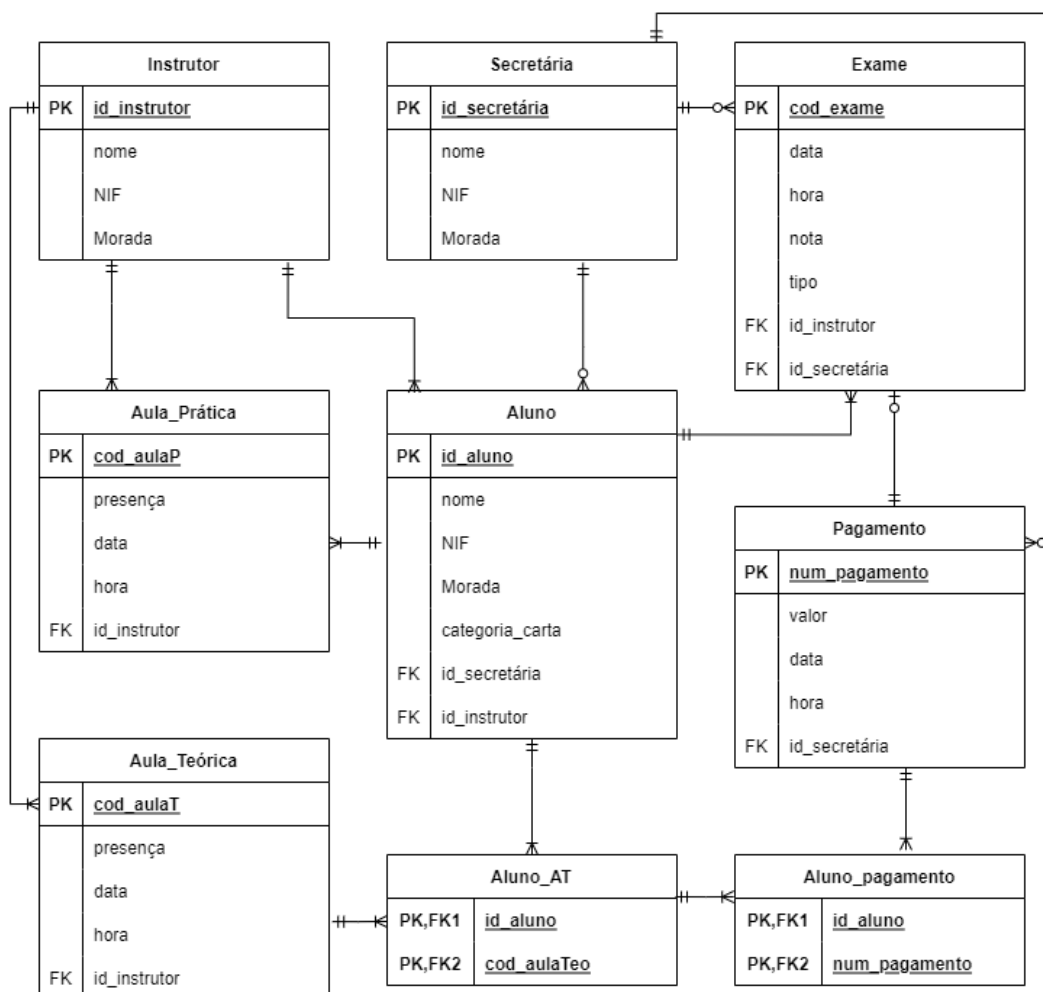 Instrutor
PK id_instrutor
nome
NIF
Morada
Secretária
PK id_secretária
nome
NIF
Morada
Exame
PK cod_exame
data
hora
nota
tipo
FK id_instrutor
FK id_secretária
Aula_Prática
PK cod_aulaP
presença
data
hora
FK id_instrutor
Aluno
PK id_aluno
nome
NIF
Morada
categoria_carta
FK id_secretária
FK id_instrutor
Pagamento
PK num_pagamento
valor
data
hora
FK id_secretária
Aula_Teórica
PK cod_aulaT
presença
data
hora
FK id_instrutor
Aluno_AT
PK,FK1 id_aluno
PK,FK2 cod_aulaTeo
Aluno_pagamento
PK,FK1 id_aluno
PK,FK2 num_pagamento